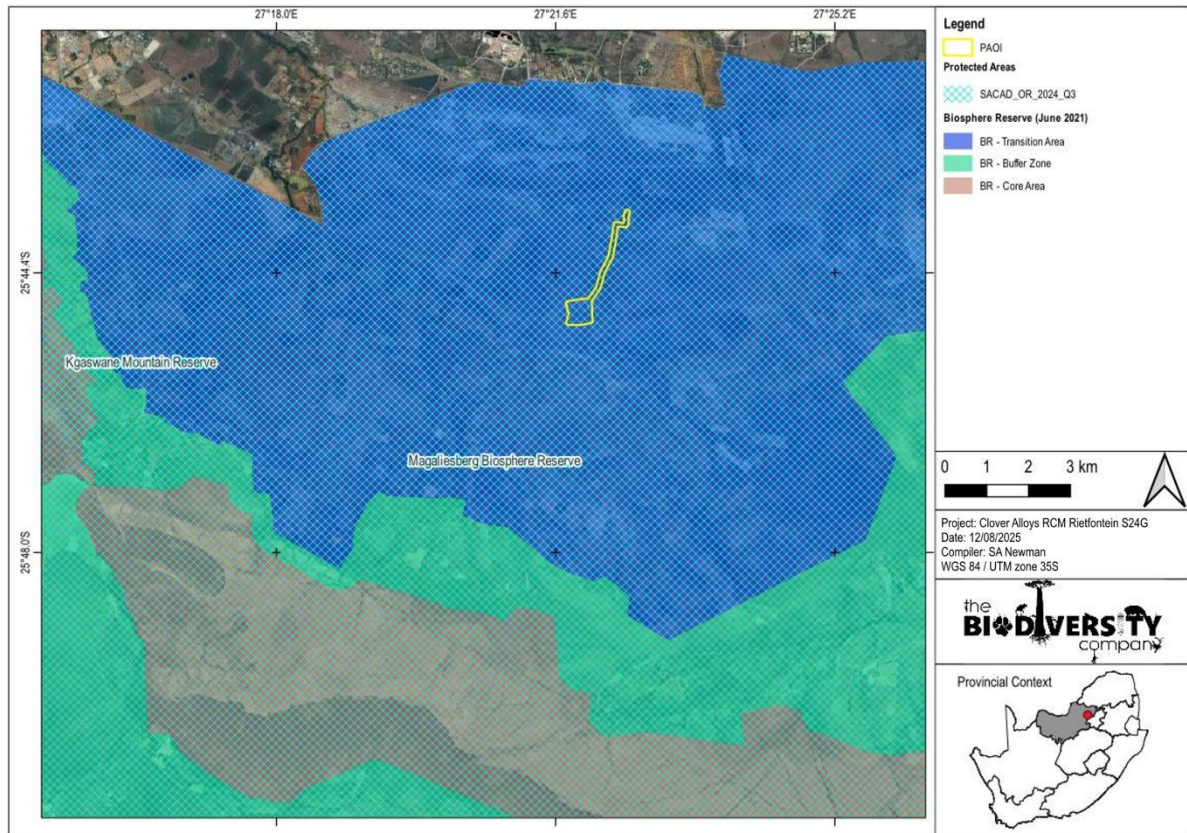 27°18.0'E
27°21.6'E
27°25.2'E
25°44.4'S
25°48.0'S
Kgaswane Mountain Reserve
Magaliesberg Biosphere Reserve
Legend
PAOI
Protected Areas
SACAD_OR_2024_Q3
Biosphere Reserve (June 2021)
BR - Transition Area
BR - Buffer Zone
BR - Core Area
0 1 2 3 km
Project: Clover Alloys RCM Rietfontein S24G
Date: 12/08/2025
Compiler: SA Newman
WGS 84 / UTM zone 35S
the
BIODIVERSITY
company
Provincial Context